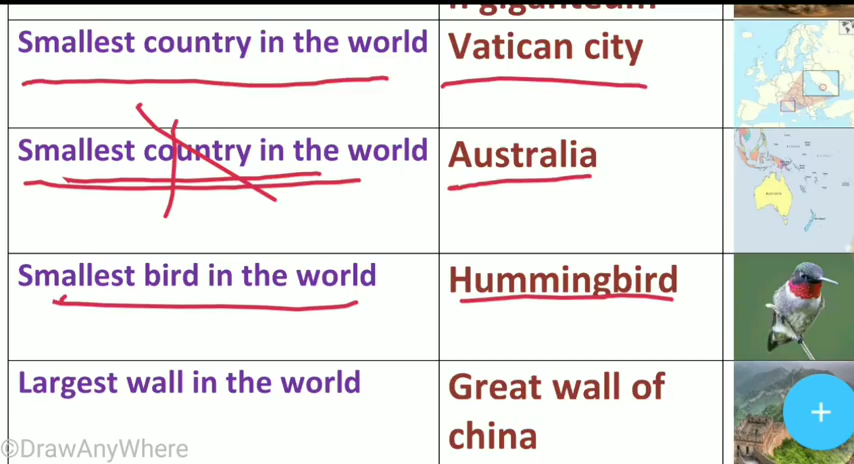 Smallest country in the world
Vatican city
Smallest country in the world
Australia
Smallest bird in the world
Hummingbird
Largest wall in the world
Great wall of
china
©DrawAnyWhere